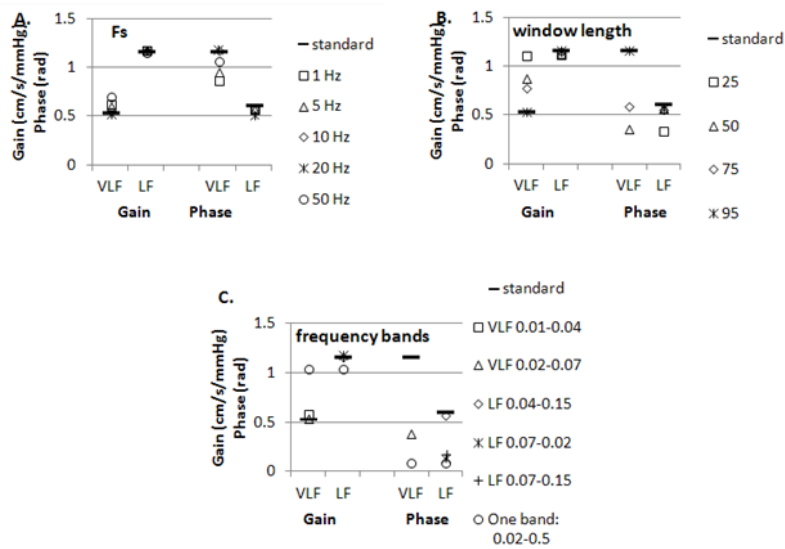 A.
Fs
Gain (cm/s/mmHg)
Phase (rad)
1.5
1
0.5
0
VLF LF VLF LF
Gain Phase
standard
1 Hz
5 Hz
10 Hz
20 Hz
50 Hz
B.
window length
Gain (cm/s/mmHg)
Phase (rad)
1.5
1
0.5
0
VLF LF VLF LF
Gain Phase
standard
25
50
75
95
C.
frequency bands
Gain (cm/s/mmHg)
Phase (rad)
1.5
1
0.5
0
VLF LF VLF LF
Gain Phase
standard
VLF 0.01-0.04
VLF 0.02-0.07
LF 0.04-0.15
LF 0.07-0.02
LF 0.07-0.15
One band:
0.02-0.5